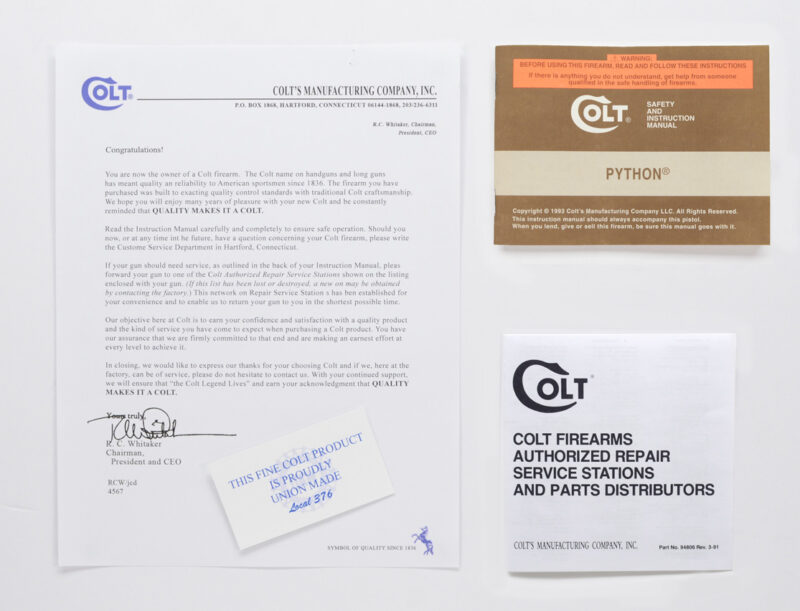 COLT®
COLT'S MANUFACTURING COMPANY, INC.
P.O. BOX 1868, HARTFORD, CONNECTICUT 06144-1868, 203/236-6311
R.C. Whitaker, Chairman,
President, CEO
Congratulations!
You are now the owner of a Colt firearm. The Colt name on handguns and long guns
has meant quality an reliability to American sportsmen since 1836. The firearm you have
purchased was built to exacting quality control standards with traditional Colt craftsmanship.
We hope you will enjoy many years of pleasure with your new Colt and be constantly
reminded that QUALITY MAKES IT A COLT.
Read the Instruction Manual carefully and completely to ensure safe operation. Should you
now, or at any time int he future, have a question concerning your Colt firearm, please write
the Custome Service Department in Hartford, Connecticut.
If your gun should need service, as outlined in the back of your Instruction Manual, pleas
forward your gun to one of the Colt Authorized Repair Service Stations shown on the listing
enclosed with your gun. (If this list has been lost or destroyed, a new on may be obtained
by contacting the factory.) This network on Repair Service Station s has ben established for
your convenience and to enable us to return your gun to you in the shortest possible time.
Our objective here at Colt is to earn your confidence and satisfaction with a quality product
and the kind of service you have come to expect when purchasing a Colt product. You have
our assurance that we are firmly committed to that end and are making an earnest effort at
every level to achieve it.
In closing, we would like to express our thanks for your choosing Colt and if we, here at the
factory, can be of service, please do not hesitate to contact us. With your continued support,
we will ensure that "the Colt Legend Lives" and earn your acknowledgment that QUALITY
MAKES IT A COLT.
Yours truly,
R. C. Whitaker
Chairman,
President and CEO
RCW/jcd
4567
THIS FINE COLT PRODUCT
IS PROUDLY
UNION MADE
Local 376
SYMBOL OF QUALITY SINCE 1836
⚠ WARNING:
BEFORE USING THIS FIREARM, READ AND FOLLOW THESE INSTRUCTIONS
If there is anything you do not understand, get help from someone
qualified in the safe handling of firearms.
COLT®
SAFETY
AND
INSTRUCTION
MANUAL
PYTHON®
Copyright © 1993 Colt's Manufacturing Company LLC. All Rights Reserved.
This instruction manual should always accompany this pistol.
When you lend, give or sell this firearm, be sure this manual goes with it.
COLT®
COLT FIREARMS
AUTHORIZED REPAIR
SERVICE STATIONS
AND PARTS DISTRIBUTORS
COLT'S MANUFACTURING COMPANY, INC.
Part No. 94806 Rev. 3-91